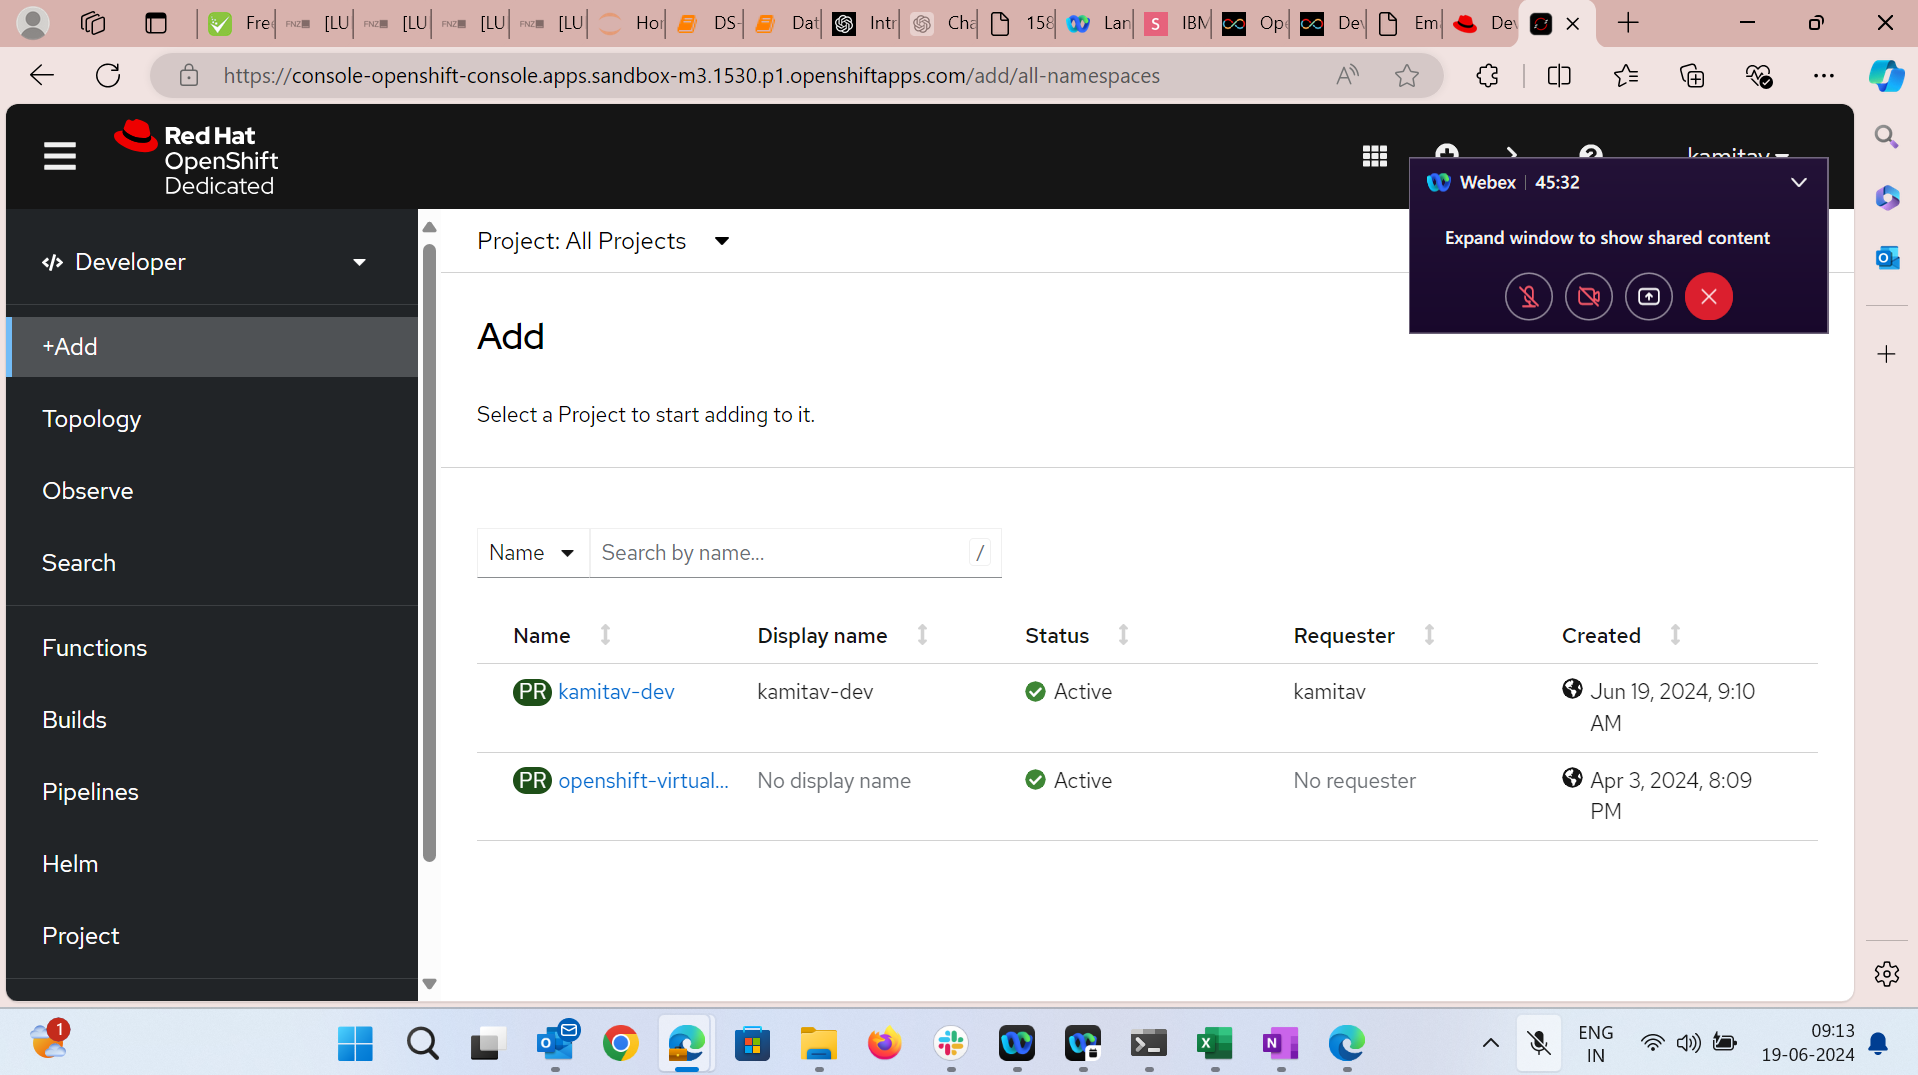 Free
[LU
[LU
[LU
[LU
Hor
DS-
Dat
Intr
Cha
158
Lan
S
IBM
Ope
Dev
Em
Dev
https://console-openshift-console.apps.sandbox-m3.1530.p1.openshiftapps.com/add/all-namespaces
Red Hat
OpenShift
Dedicated
kamitav
Webex | 45:32
Expand window to show shared content
Developer
+Add
Topology
Observe
Search
Functions
Builds
Pipelines
Helm
Project
Project: All Projects
Add
Select a Project to start adding to it.
Name
Search by name...
/
Name Display name Status Requester Created
PR kamitav-dev kamitav-dev Active kamitav Jun 19, 2024, 9:10
AM
PR openshift-virtual... No display name Active No requester Apr 3, 2024, 8:09
PM
1
ENG
IN
09:13
19-06-2024